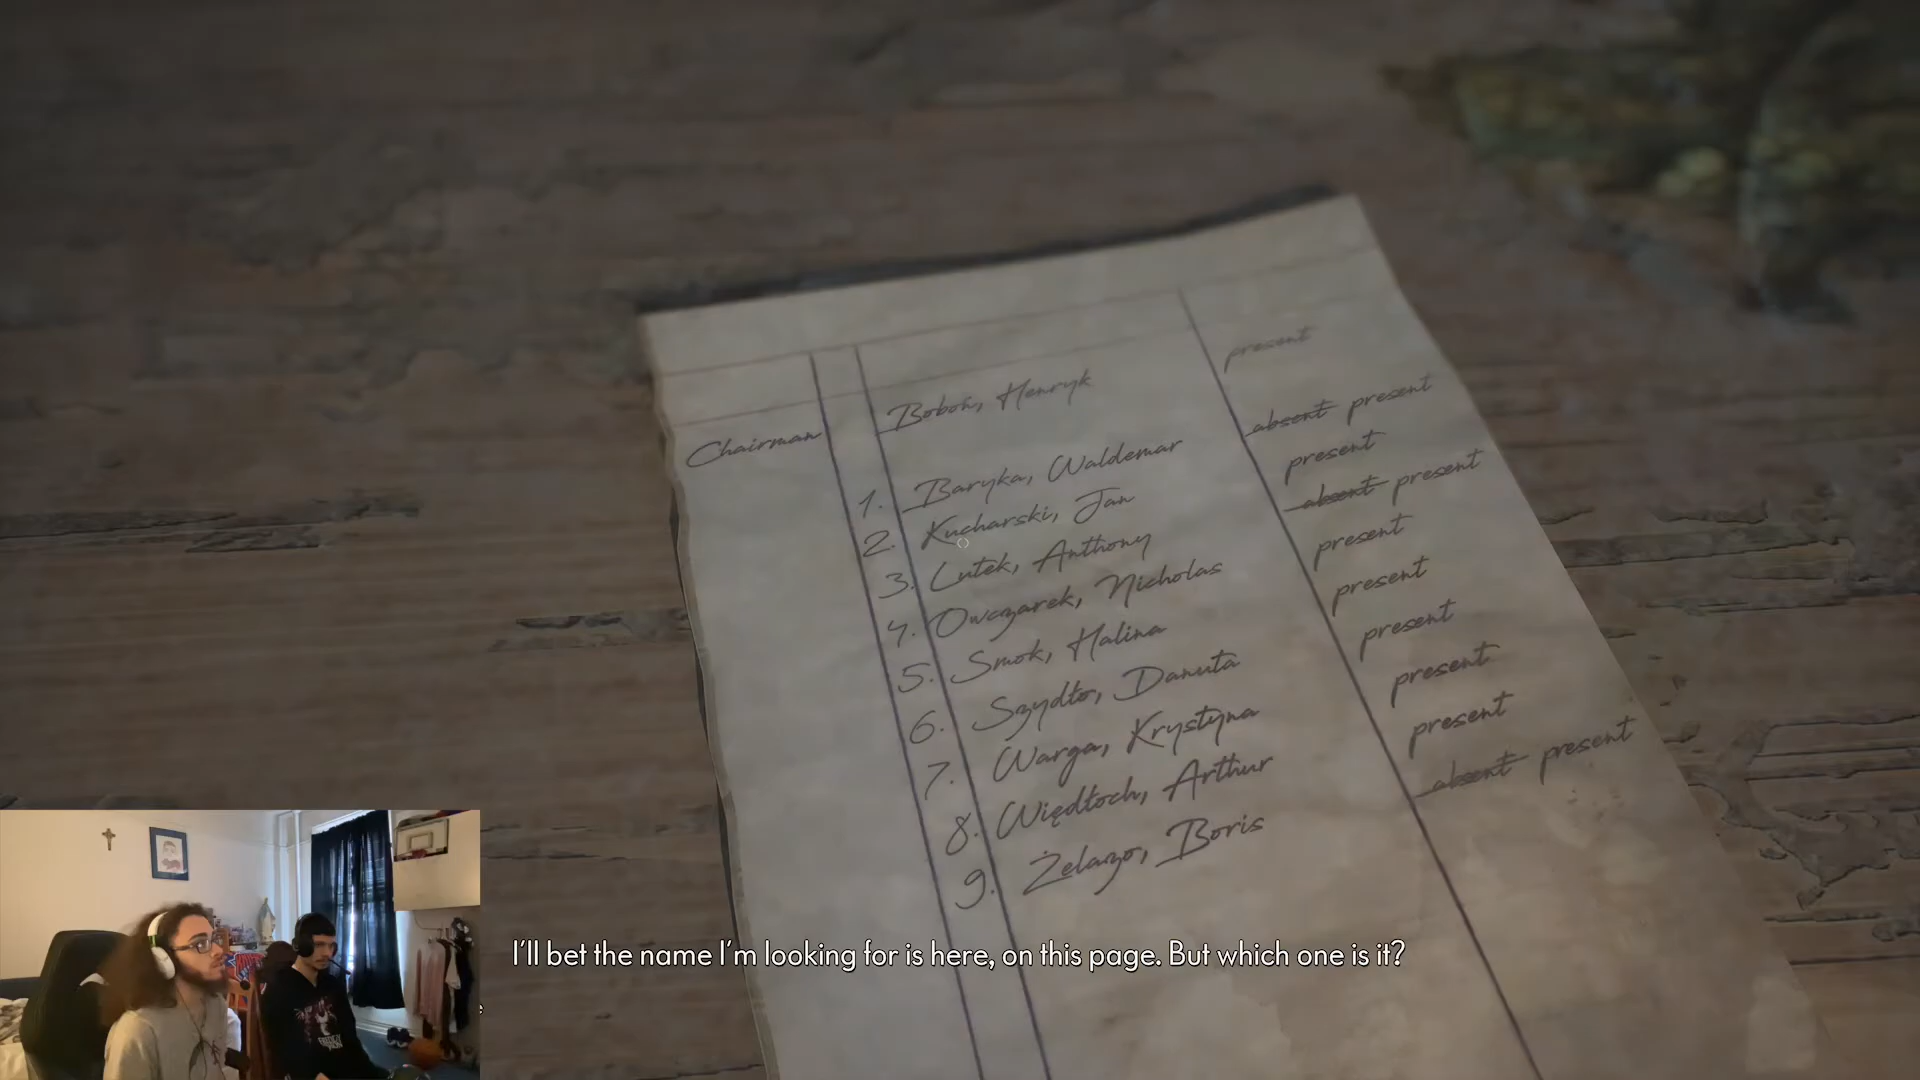 present
Chairman Boboń, Henryk absent present
1. Baryka, Waldemar present
2. Kucharski, Jan absent present
3. Lutek, Anthony present
4. Owczarek, Nicholas present
5. Smok, Halina present
6. Szydło, Danuta present
7. Warga, Krystyna present
8. Więdłoch, Arthur absent present
9. Żelazo, Boris
I'll bet the name I'm looking for is here, on this page. But which one is it?